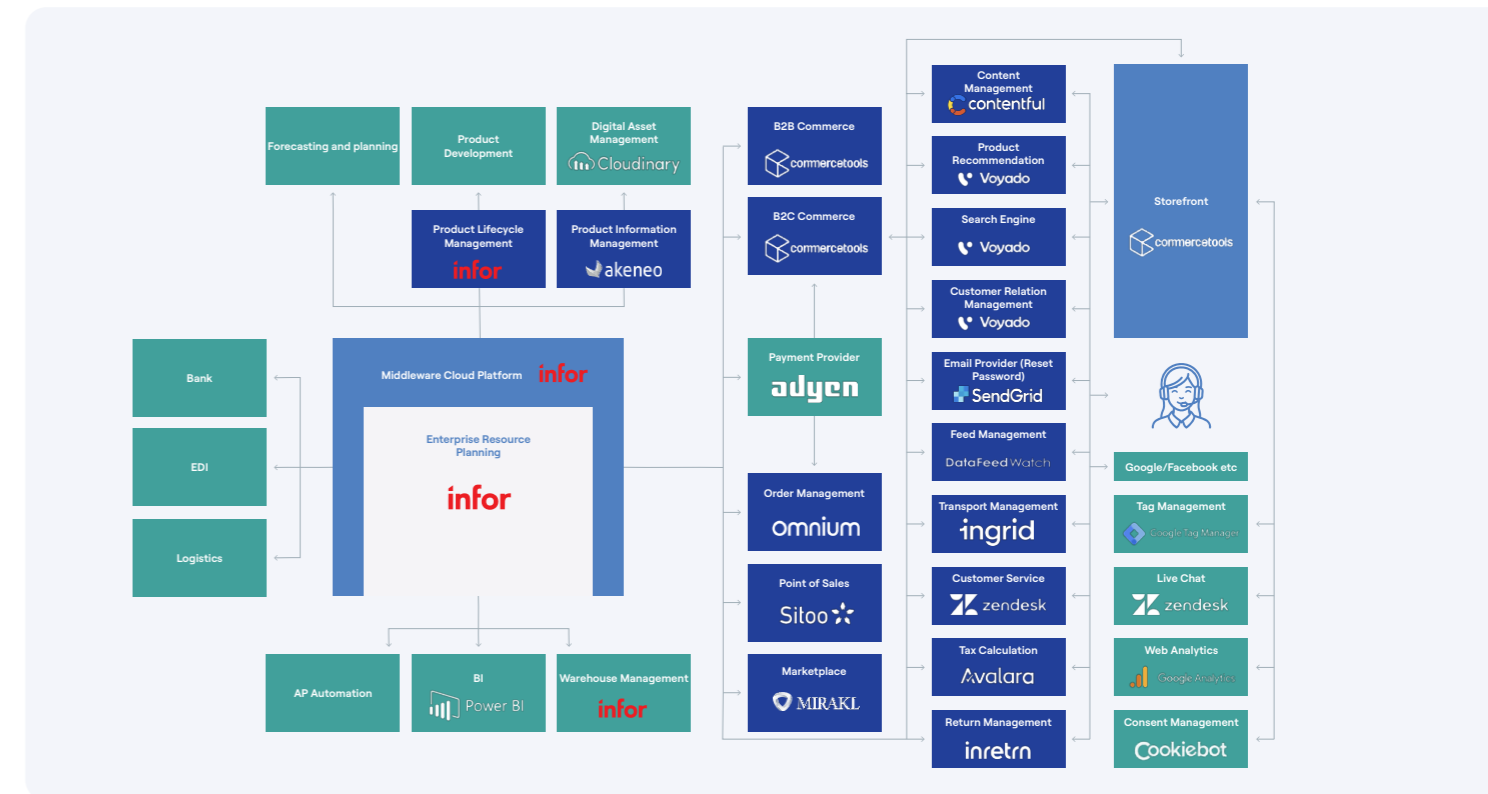 Forecasting and planning
Product
Development
Digital Asset
Management
Cloudinary
Product Lifecycle
Management
infor
Product Information
Management
akeneo
Bank
EDI
Logistics
Middleware Cloud Platform infor
Enterprise Resource
Planning
infor
AP Automation
BI
Power BI
Warehouse Management
infor
B2B Commerce
commercetools
B2C Commerce
commercetools
Payment Provider
adyen
Order Management
omnium
Point of Sales
Sitoo
Marketplace
MIRAKL
Content
Management
contentful
Product
Recommendation
Voyado
Search Engine
Voyado
Customer Relation
Management
Voyado
Email Provider (Reset
Password)
SendGrid
Feed Management
DataFeedWatch
Transport Management
ingrid
Customer Service
zendesk
Tax Calculation
Avalara
Return Management
inretrn
Storefront
commercetools
Google/Facebook etc
Tag Management
Google Tag Manager
Live Chat
zendesk
Web Analytics
Google Analytics
Consent Management
Cookiebot